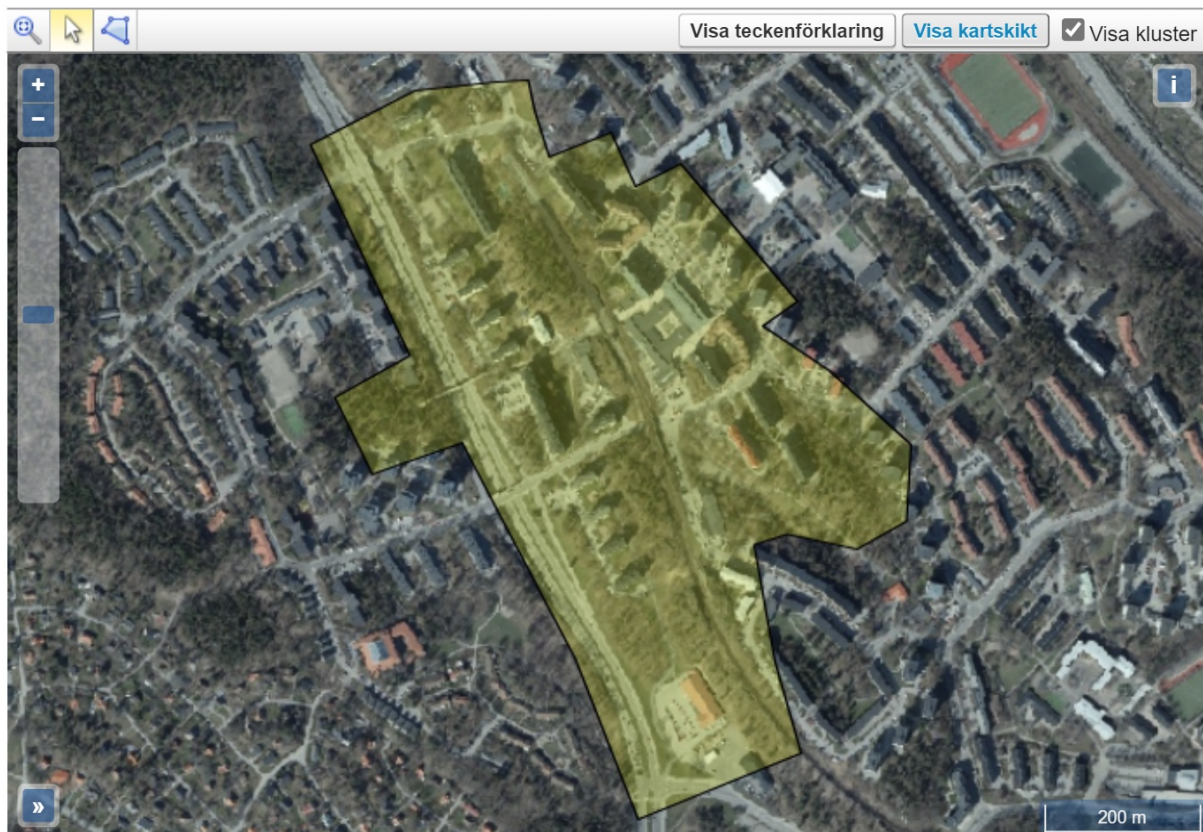 Visa teckenförklaring
Visa kartskikt
Visa kluster
+
i
−
»
200 m